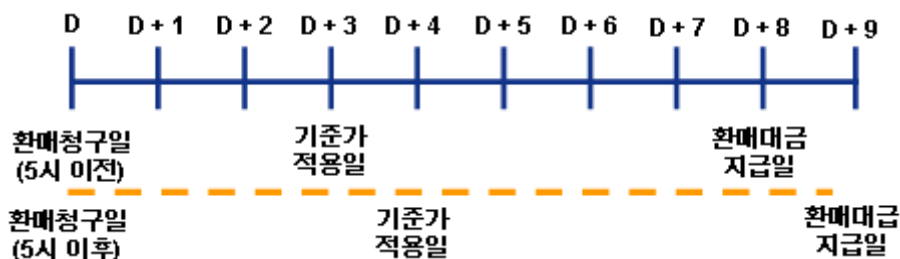 D D + 1 D + 2 D + 3 D + 4 D + 5 D + 6 D + 7 D + 8 D + 9
환매청구일 기준가 환매대금
(5시 이전) 적용일 지급일
환매청구일 기준가 환매대급
(5시 이후) 적용일 지급일